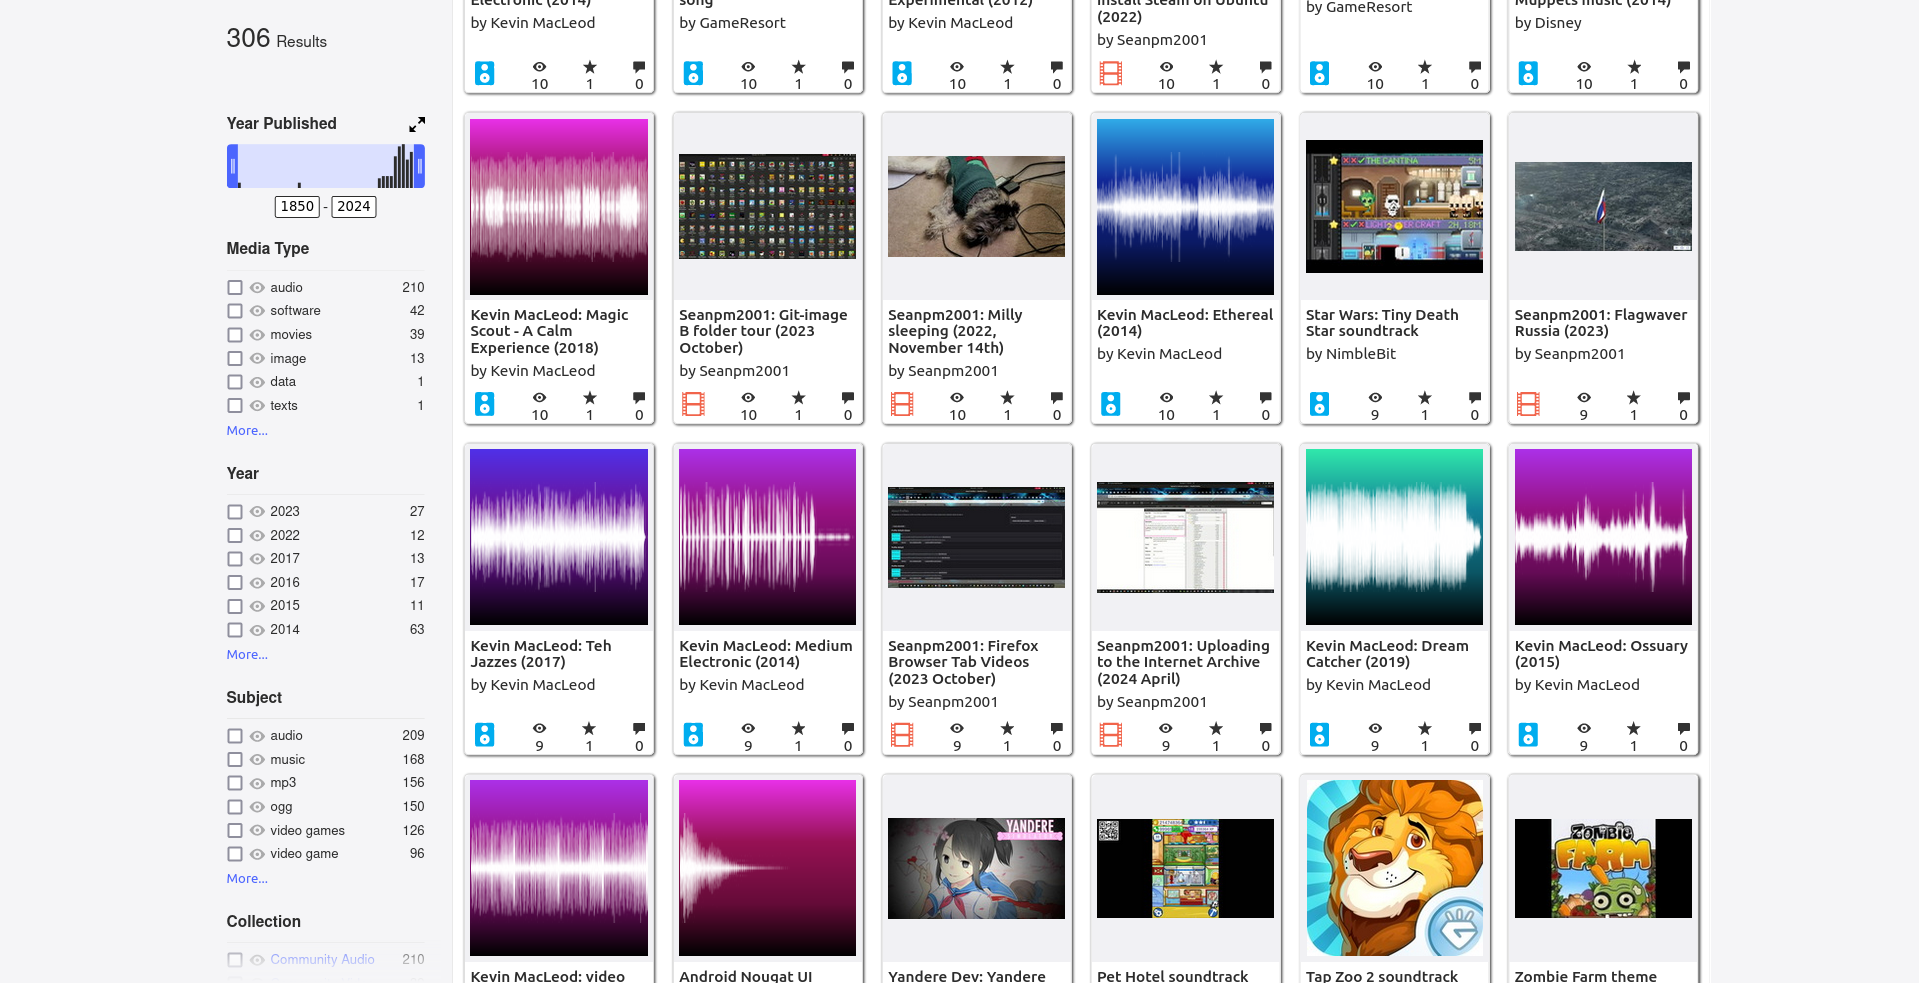 306 Results
Year Published
1850 - 2024
Media Type
audio 210
software 42
movies 39
image 13
data 1
texts 1
More...
Year
2023 27
2022 12
2017 13
2016 17
2015 11
2014 63
More...
Subject
audio 209
music 168
mp3 156
ogg 150
video games 126
video game 96
More...
Collection
Community Audio 210
Electronic (2014)
by Kevin MacLeod
10 1 0
song
by GameResort
10 1 0
Experimental (2012)
by Kevin MacLeod
10 1 0
install Steam on Ubuntu
(2022)
by Seanpm2001
10 1 0
by GameResort
10 1 0
Muppets music (2014)
by Disney
10 1 0
Kevin MacLeod: Magic
Scout - A Calm
Experience (2018)
by Kevin MacLeod
10 1 0
Seanpm2001: Git-image
B folder tour (2023
October)
by Seanpm2001
10 1 0
Seanpm2001: Milly
sleeping (2022,
November 14th)
by Seanpm2001
10 1 0
Kevin MacLeod: Ethereal
(2014)
by Kevin MacLeod
10 1 0
THE CANTINA
Star Wars: Tiny Death
Star soundtrack
by NimbleBit
9 1 0
Seanpm2001: Flagwaver
Russia (2023)
by Seanpm2001
9 1 0
Kevin MacLeod: Teh
Jazzes (2017)
by Kevin MacLeod
9 1 0
Kevin MacLeod: Medium
Electronic (2014)
by Kevin MacLeod
9 1 0
Seanpm2001: Firefox
Browser Tab Videos
(2023 October)
by Seanpm2001
9 1 0
Seanpm2001: Uploading
to the Internet Archive
(2024 April)
by Seanpm2001
9 1 0
Kevin MacLeod: Dream
Catcher (2019)
by Kevin MacLeod
9 1 0
Kevin MacLeod: Ossuary
(2015)
by Kevin MacLeod
9 1 0
Kevin MacLeod: video
Android Nougat UI
YANDERE
Yandere Dev: Yandere
Pet Hotel soundtrack
Tap Zoo 2 soundtrack
ZOMBIE
FARM
Zombie Farm theme